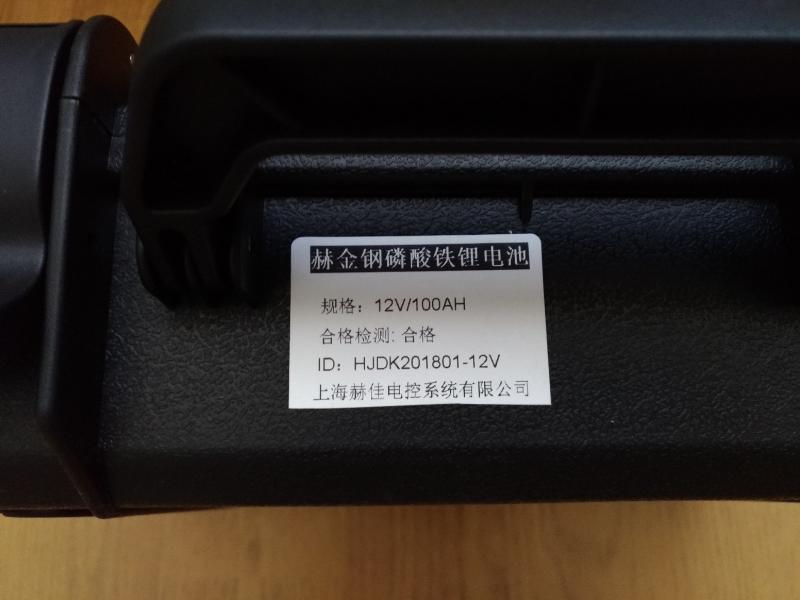 赫金钢磷酸铁锂电池
规格：12V/100AH
合格检测: 合格
ID：HJDK201801-12V
上海赫佳电控系统有限公司